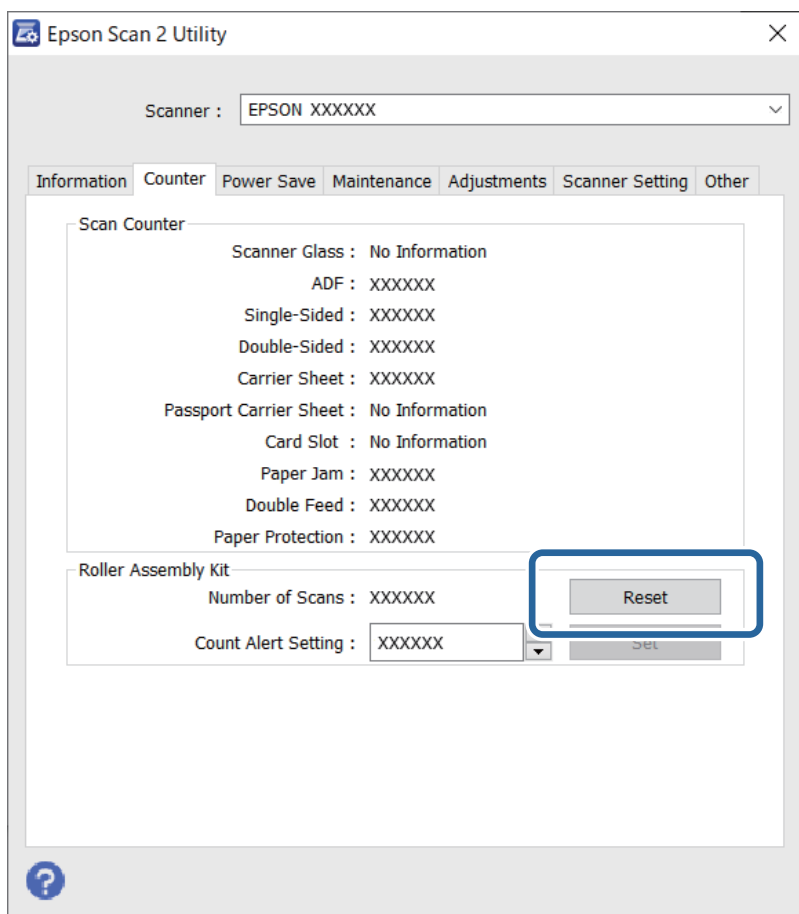 Epson Scan 2 Utility
Scanner : EPSON XXXXXX
Information Counter Power Save Maintenance Adjustments Scanner Setting Other
Scan Counter
Scanner Glass : No Information
ADF : XXXXXX
Single-Sided : XXXXXX
Double-Sided : XXXXXX
Carrier Sheet : XXXXXX
Passport Carrier Sheet : No Information
Card Slot : No Information
Paper Jam : XXXXXX
Double Feed : XXXXXX
Paper Protection : XXXXXX
Roller Assembly Kit
Number of Scans : XXXXXX Reset
Count Alert Setting : XXXXXX Set
?